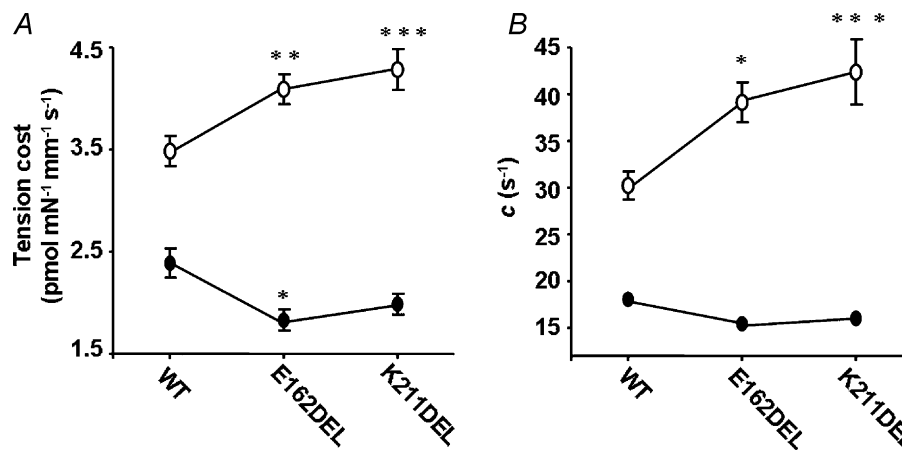 A
B
Tension cost
(pmol mN⁻¹ mm⁻¹ s⁻¹)
4.5
3.5
2.5
1.5
**
***
*
WT
E162DEL
K211DEL
c (s⁻¹)
45
40
35
30
25
20
15
*
***
WT
E162DEL
K211DEL